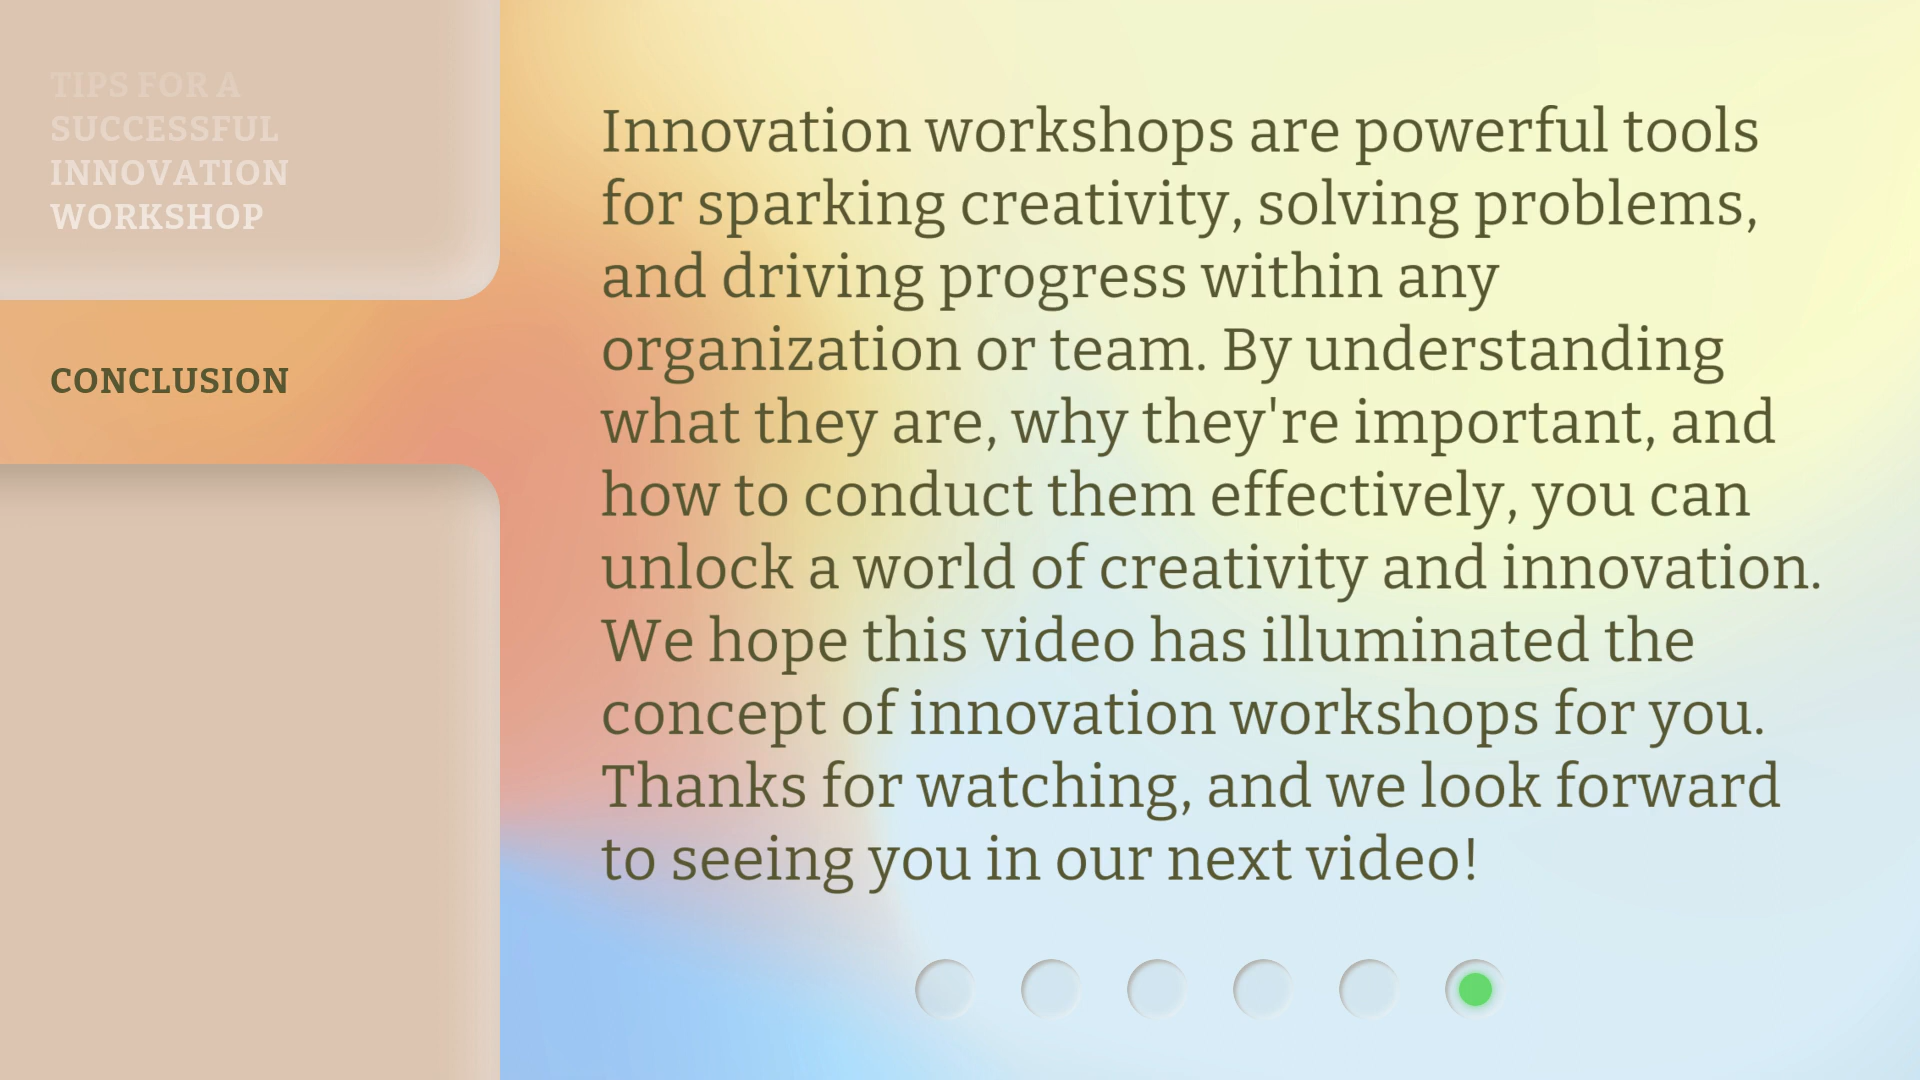 TIPS FOR A
SUCCESSFUL
INNOVATION
WORKSHOP
CONCLUSION
Innovation workshops are powerful tools
for sparking creativity, solving problems,
and driving progress within any
organization or team. By understanding
what they are, why they're important, and
how to conduct them effectively, you can
unlock a world of creativity and innovation.
We hope this video has illuminated the
concept of innovation workshops for you.
Thanks for watching, and we look forward
to seeing you in our next video!